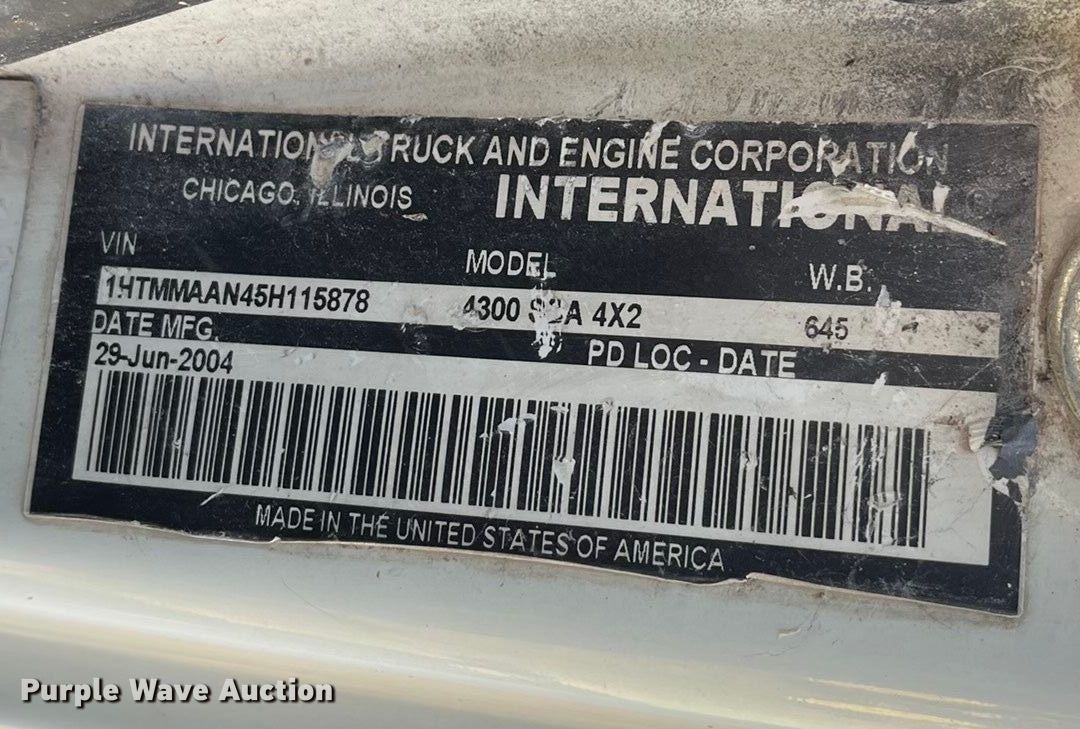 INTERNATIONAL TRUCK AND ENGINE CORPORATION
CHICAGO, ILLINOIS
INTERNATIONAL
VIN
MODEL
W.B.
1HTMMAAN45H115878
4300 SBA 4X2
645
DATE MFG.
29-Jun-2004
PD LOC - DATE
MADE IN THE UNITED STATES OF AMERICA
Purple Wave Auction